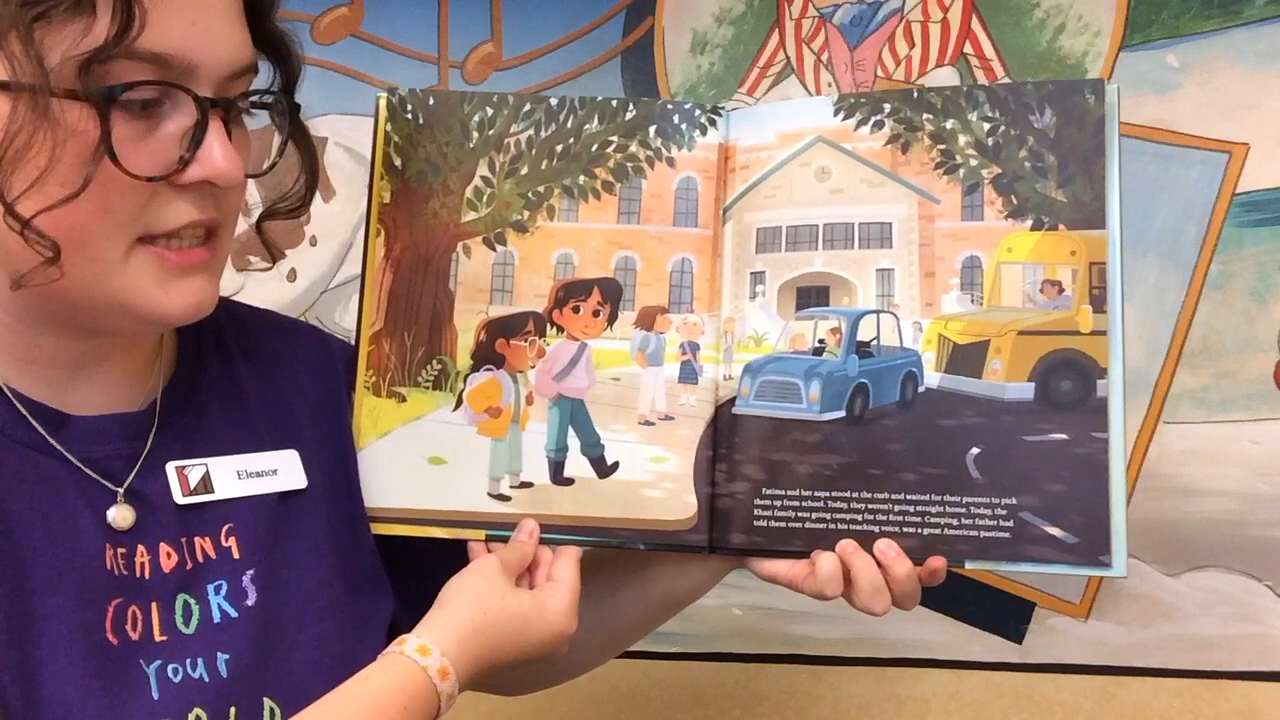 Eleanor
READING
COLORS
YOUR
Fatima and her aapa stood at the curb and waited for their parents to pick
them up from school. Today, they weren't going straight home. Today, the
Khazi family was going camping for the first time. Camping, her father had
told them over dinner in his teaching voice, was a great American pastime.